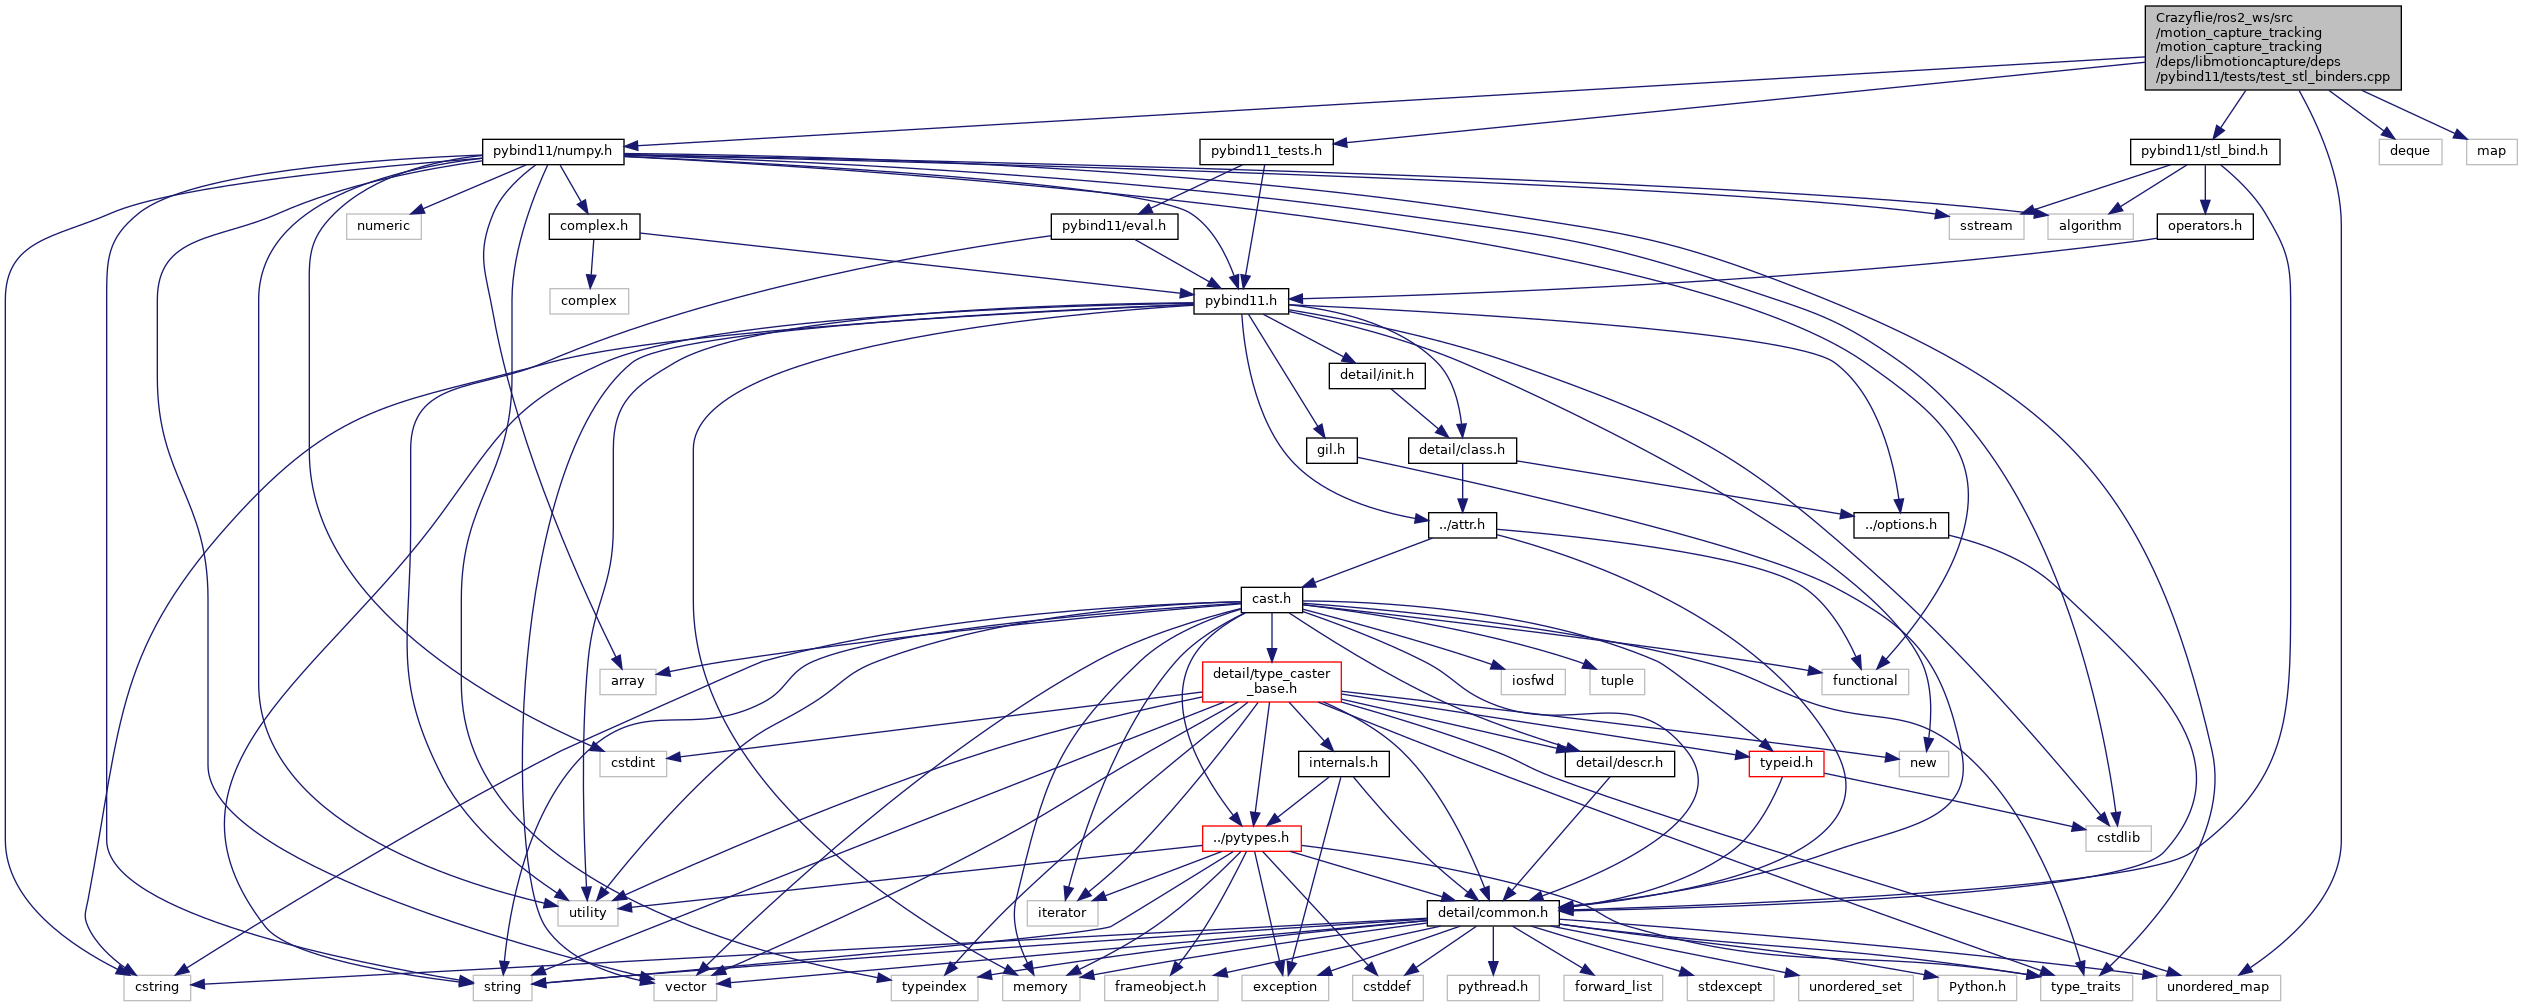 Crazyflie/ros2_ws/src
/motion_capture_tracking
/motion_capture_tracking
/deps/libmotioncapture/deps
/pybind11/tests/test_stl_binders.cpp
pybind11/numpy.h
pybind11_tests.h
pybind11/stl_bind.h
deque
map
numeric
complex.h
pybind11/eval.h
sstream
algorithm
operators.h
complex
pybind11.h
detail/init.h
gil.h
detail/class.h
../attr.h
../options.h
cast.h
array
detail/type_caster
_base.h
iosfwd
tuple
functional
cstdint
internals.h
detail/descr.h
typeid.h
new
../pytypes.h
cstdlib
utility
iterator
detail/common.h
cstring
string
vector
typeindex
memory
frameobject.h
exception
cstddef
pythread.h
forward_list
stdexcept
unordered_set
Python.h
type_traits
unordered_map